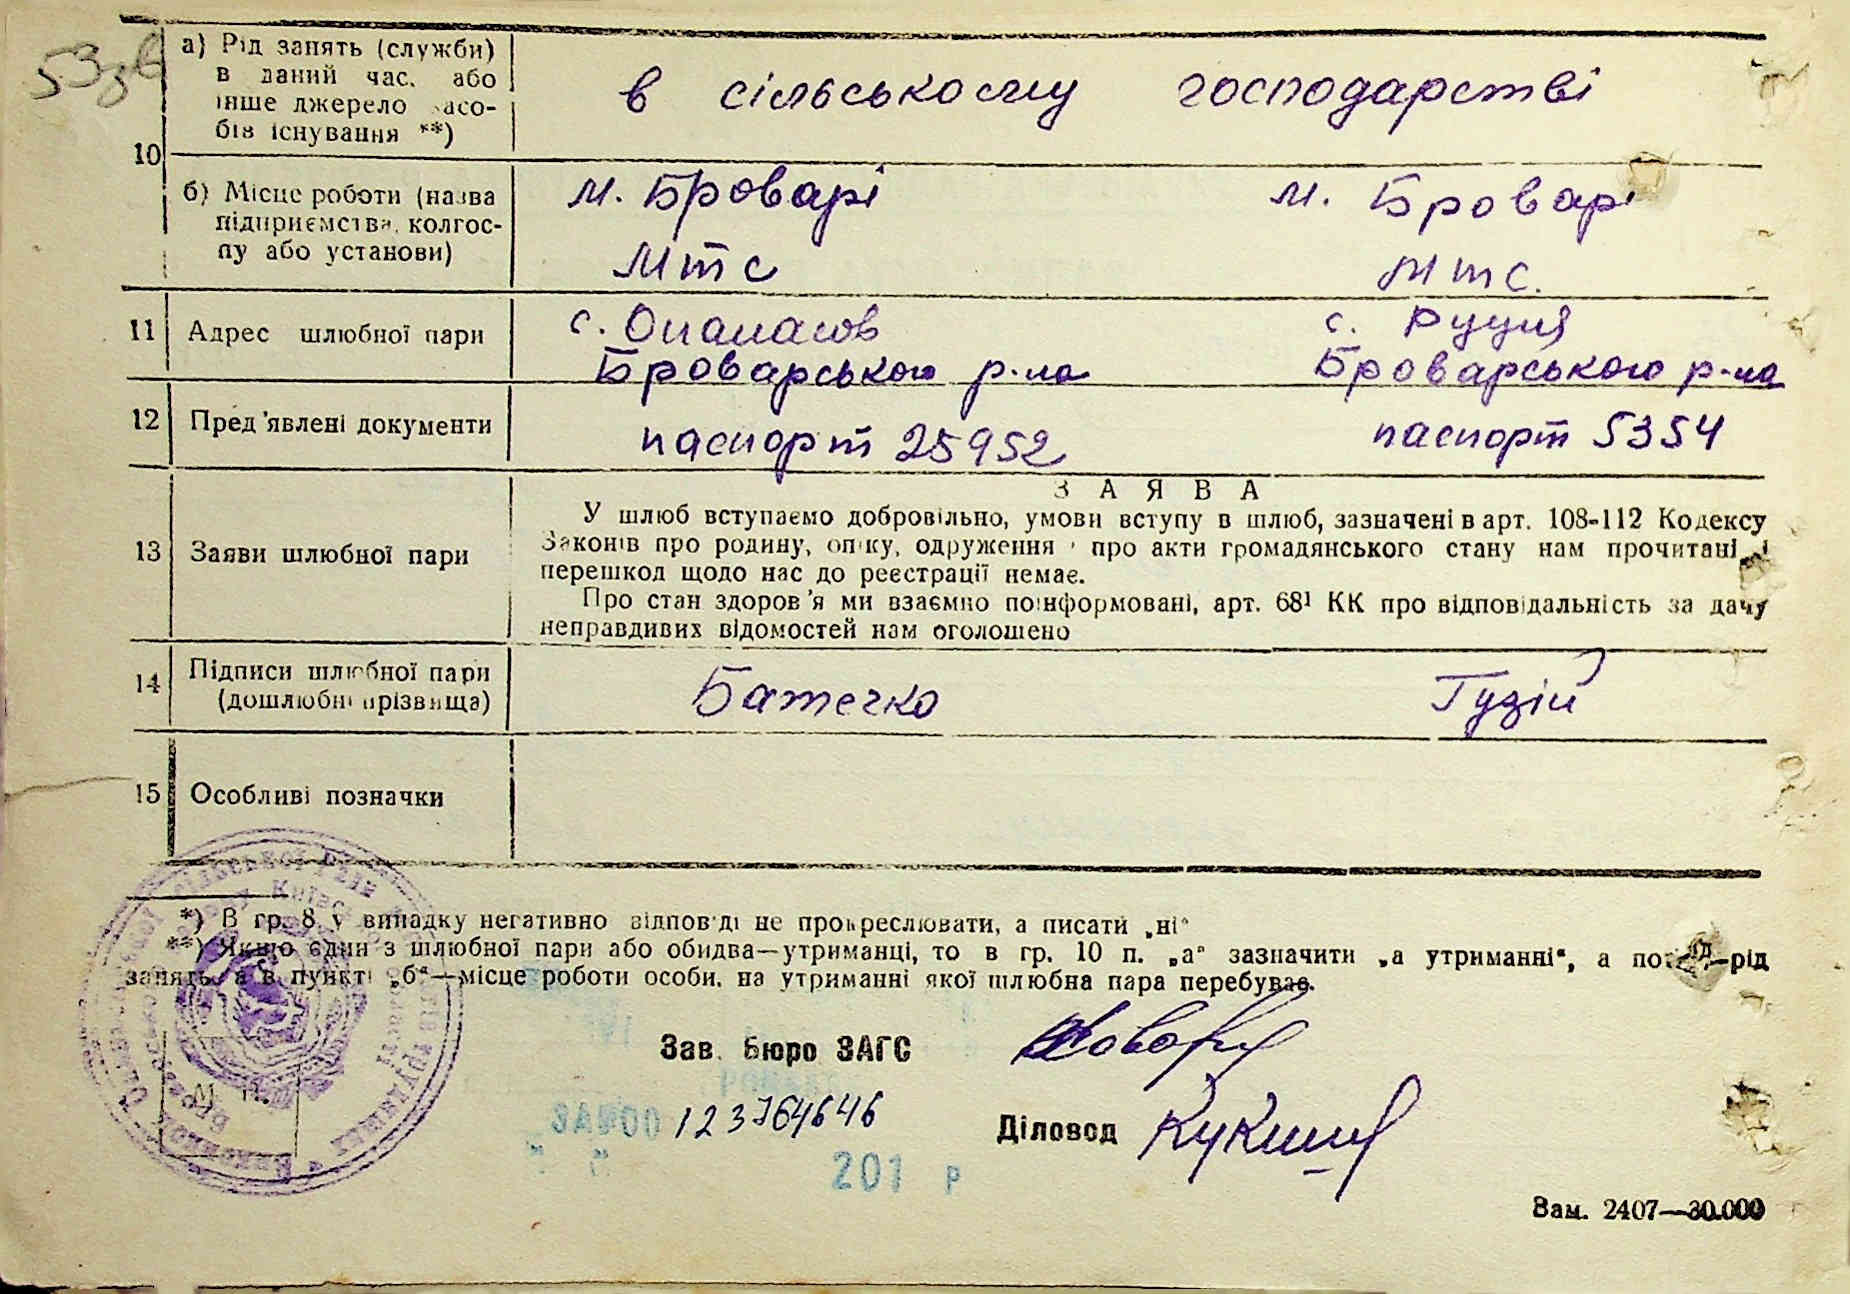 53зв
а) Рід занять (служби)
в даний час, або
інше джерело засо-
бів існування **)
в сільському господарстві
10
б) Місце роботи (назва
підприємства, колгос-
пу або установи)
м. Броварі м. Броварі
МТС МТС.
11 Адрес шлюбної пари
с. Опанасов с. Рудня
Броварського р-на Броварського р-на
12 Пред'явлені документи паспорт 25952 паспорт 5354
ЗАЯВА
13 Заяви шлюбної пари
У шлюб вступаємо добровільно, умови вступу в шлюб, зазначені в арт. 108-112 Кодексу
Законів про родину, опіку, одруження і про акти громадянського стану нам прочитані і
перешкод щодо нас до реєстрації немає.
Про стан здоров'я ми взаємно поінформовані, арт. 68¹ КК про відповідальність за дачу
неправдивих відомостей нам оголошено
14 Підписи шлюбної пари
(дошлюбні прізвища)
Батечко Гузій
15 Особливі позначки
*) В гр. 8 у випадку негативно відповіді не прокреслювати, а писати „ні“
**) Якщо один з шлюбної пари або обидва—утриманці, то в гр. 10 п. „а“ зазначити „а утриманні“, а потім—рід
занять, а в пункті „б“—місце роботи особи, на утриманні якої шлюбна пара перебуває.
Зав. Бюро ЗАГС
М. П.
123764646
Діловод
201 р
Зам. 2407—30.000